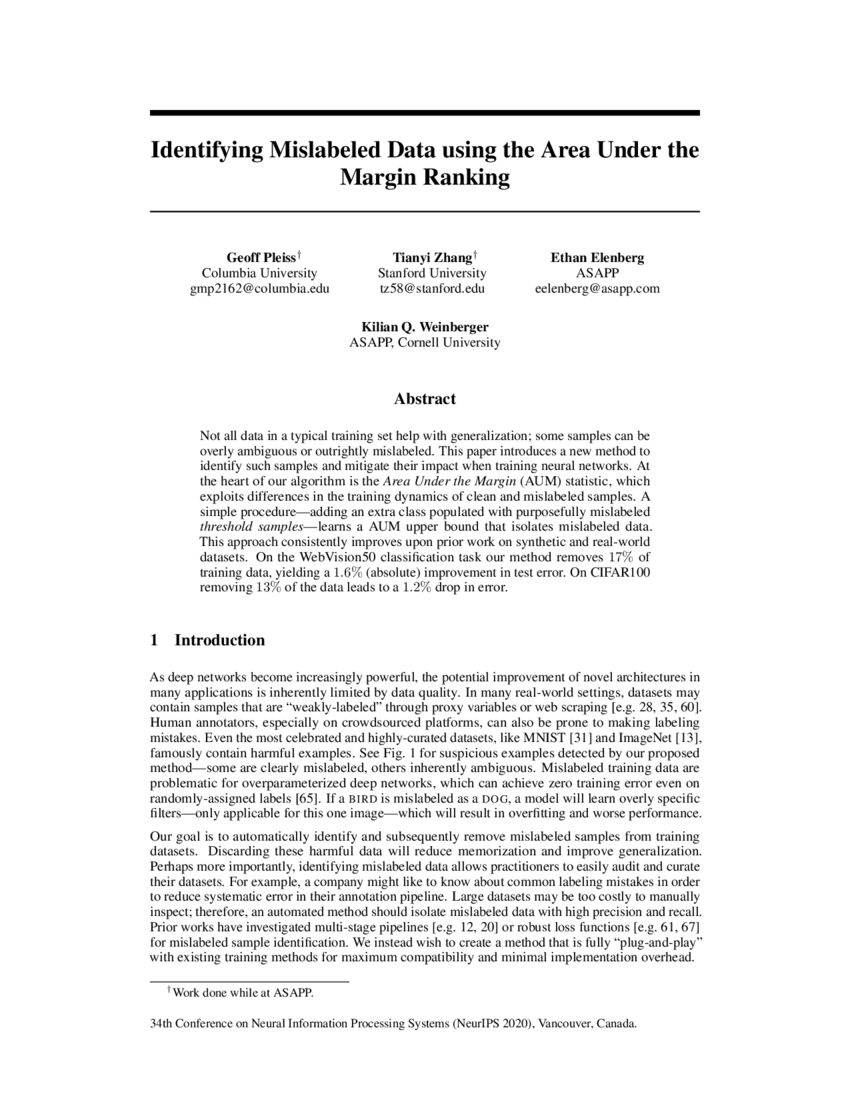 Identifying Mislabeled Data using the Area Under the
Margin Ranking
Geoff Pleiss†
Columbia University
gmp2162@columbia.edu
Tianyi Zhang†
Stanford University
tz58@stanford.edu
Ethan Elenberg
ASAPP
eelenberg@asapp.com
Kilian Q. Weinberger
ASAPP, Cornell University
Abstract
Not all data in a typical training set help with generalization; some samples can be
overly ambiguous or outrightly mislabeled. This paper introduces a new method to
identify such samples and mitigate their impact when training neural networks. At
the heart of our algorithm is the Area Under the Margin (AUM) statistic, which
exploits differences in the training dynamics of clean and mislabeled samples. A
simple procedure—adding an extra class populated with purposefully mislabeled
threshold samples—learns a AUM upper bound that isolates mislabeled data.
This approach consistently improves upon prior work on synthetic and real-world
datasets. On the WebVision50 classification task our method removes 17% of
training data, yielding a 1.6% (absolute) improvement in test error. On CIFAR100
removing 13% of the data leads to a 1.2% drop in error.
1 Introduction
As deep networks become increasingly powerful, the potential improvement of novel architectures in
many applications is inherently limited by data quality. In many real-world settings, datasets may
contain samples that are “weakly-labeled” through proxy variables or web scraping [e.g. 28, 35, 60].
Human annotators, especially on crowdsourced platforms, can also be prone to making labeling
mistakes. Even the most celebrated and highly-curated datasets, like MNIST [31] and ImageNet [13],
famously contain harmful examples. See Fig. 1 for suspicious examples detected by our proposed
method—some are clearly mislabeled, others inherently ambiguous. Mislabeled training data are
problematic for overparameterized deep networks, which can achieve zero training error even on
randomly-assigned labels [65]. If a BIRD is mislabeled as a DOG, a model will learn overly specific
filters—only applicable for this one image—which will result in overfitting and worse performance.
Our goal is to automatically identify and subsequently remove mislabeled samples from training
datasets. Discarding these harmful data will reduce memorization and improve generalization.
Perhaps more importantly, identifying mislabeled data allows practitioners to easily audit and curate
their datasets. For example, a company might like to know about common labeling mistakes in order
to reduce systematic error in their annotation pipeline. Large datasets may be too costly to manually
inspect; therefore, an automated method should isolate mislabeled data with high precision and recall.
Prior works have investigated multi-stage pipelines [e.g. 12, 20] or robust loss functions [e.g. 61, 67]
for mislabeled sample identification. We instead wish to create a method that is fully “plug-and-play”
with existing training methods for maximum compatibility and minimal implementation overhead.
†Work done while at ASAPP.
34th Conference on Neural Information Processing Systems (NeurIPS 2020), Vancouver, Canada.